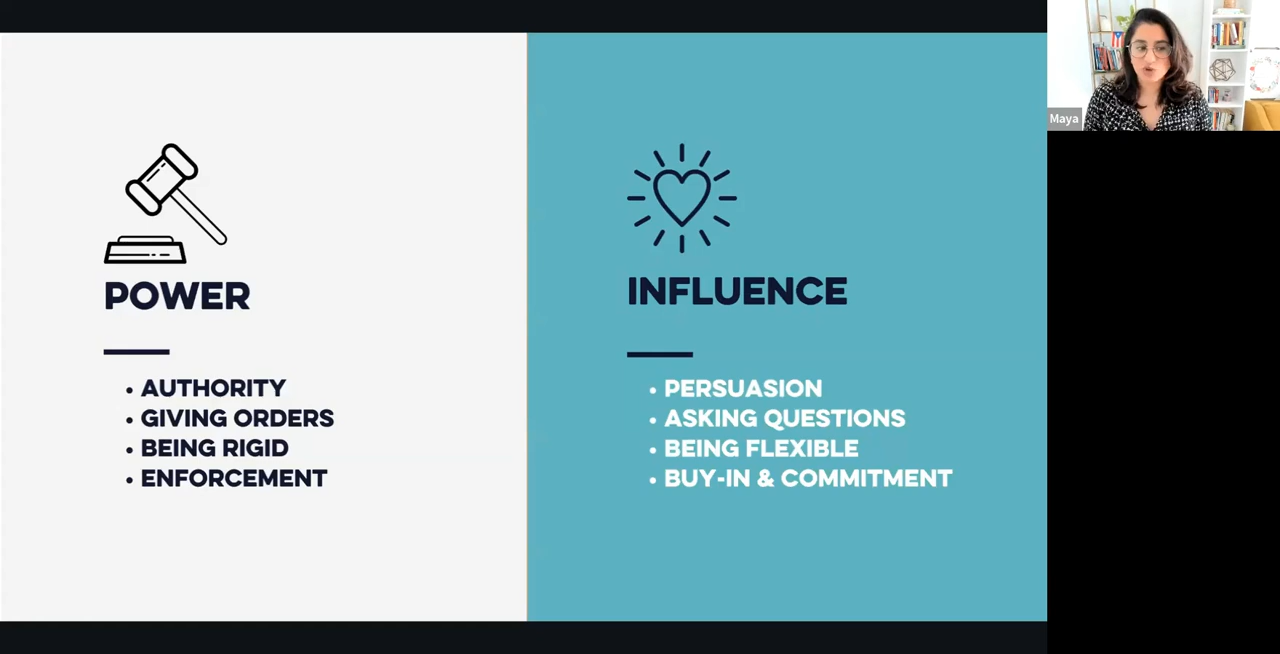 POWER
• AUTHORITY
• GIVING ORDERS
• BEING RIGID
• ENFORCEMENT
INFLUENCE
• PERSUASION
• ASKING QUESTIONS
• BEING FLEXIBLE
• BUY-IN & COMMITMENT
Maya